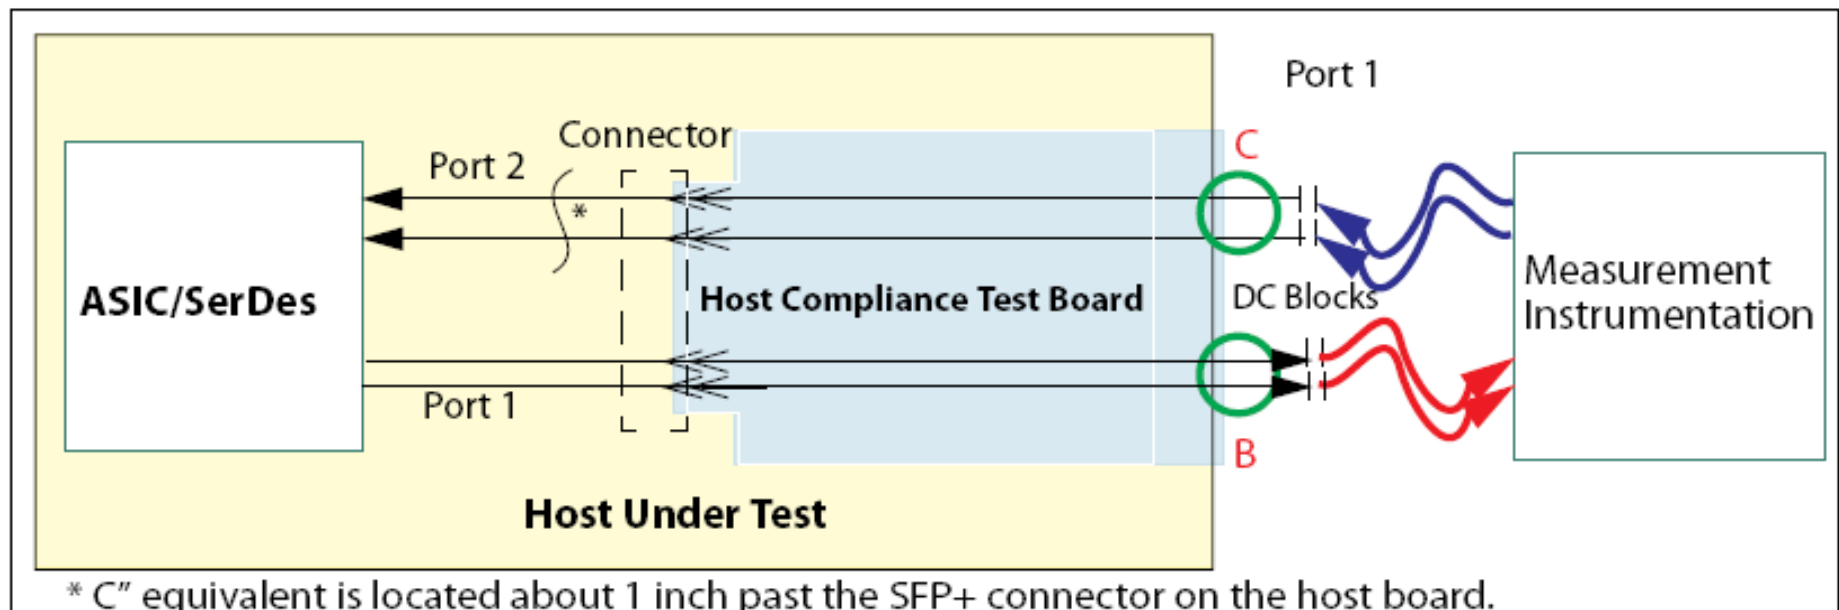 Port 1
Connector
C
Port 2
*
ASIC/SerDes
Host Compliance Test Board
DC Blocks
Measurement
Instrumentation
Port 1
B
Host Under Test
* C” equivalent is located about 1 inch past the SFP+ connector on the host board.